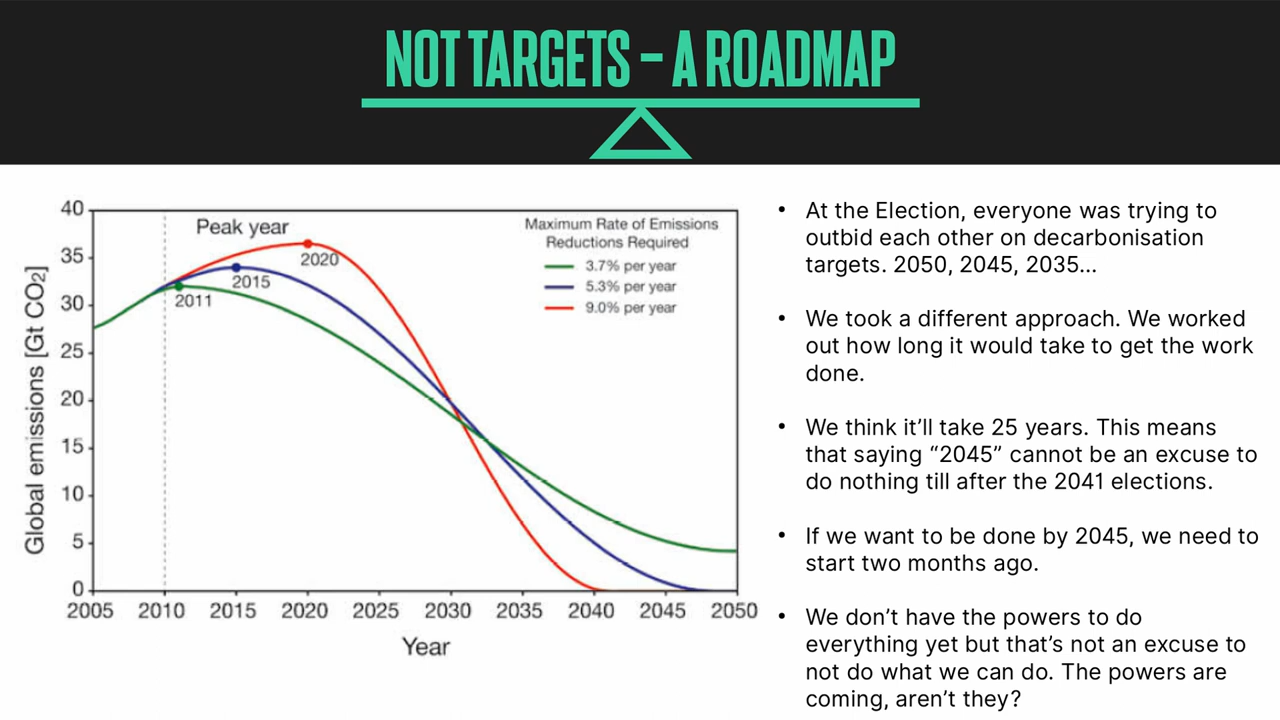 NOT TARGETS – A ROADMAP
40
35
30
25
20
15
10
5
0
Global emissions [Gt CO2]
Peak year
2011
2015
2020
Maximum Rate of Emissions
Reductions Required
3.7% per year
5.3% per year
9.0% per year
2005 2010 2015 2020 2025 2030 2035 2040 2045 2050
Year
• At the Election, everyone was trying to
outbid each other on decarbonisation
targets. 2050, 2045, 2035...
• We took a different approach. We worked
out how long it would take to get the work
done.
• We think it’ll take 25 years. This means
that saying “2045” cannot be an excuse to
do nothing till after the 2041 elections.
• If we want to be done by 2045, we need to
start two months ago.
• We don’t have the powers to do
everything yet but that’s not an excuse to
not do what we can do. The powers are
coming, aren’t they?